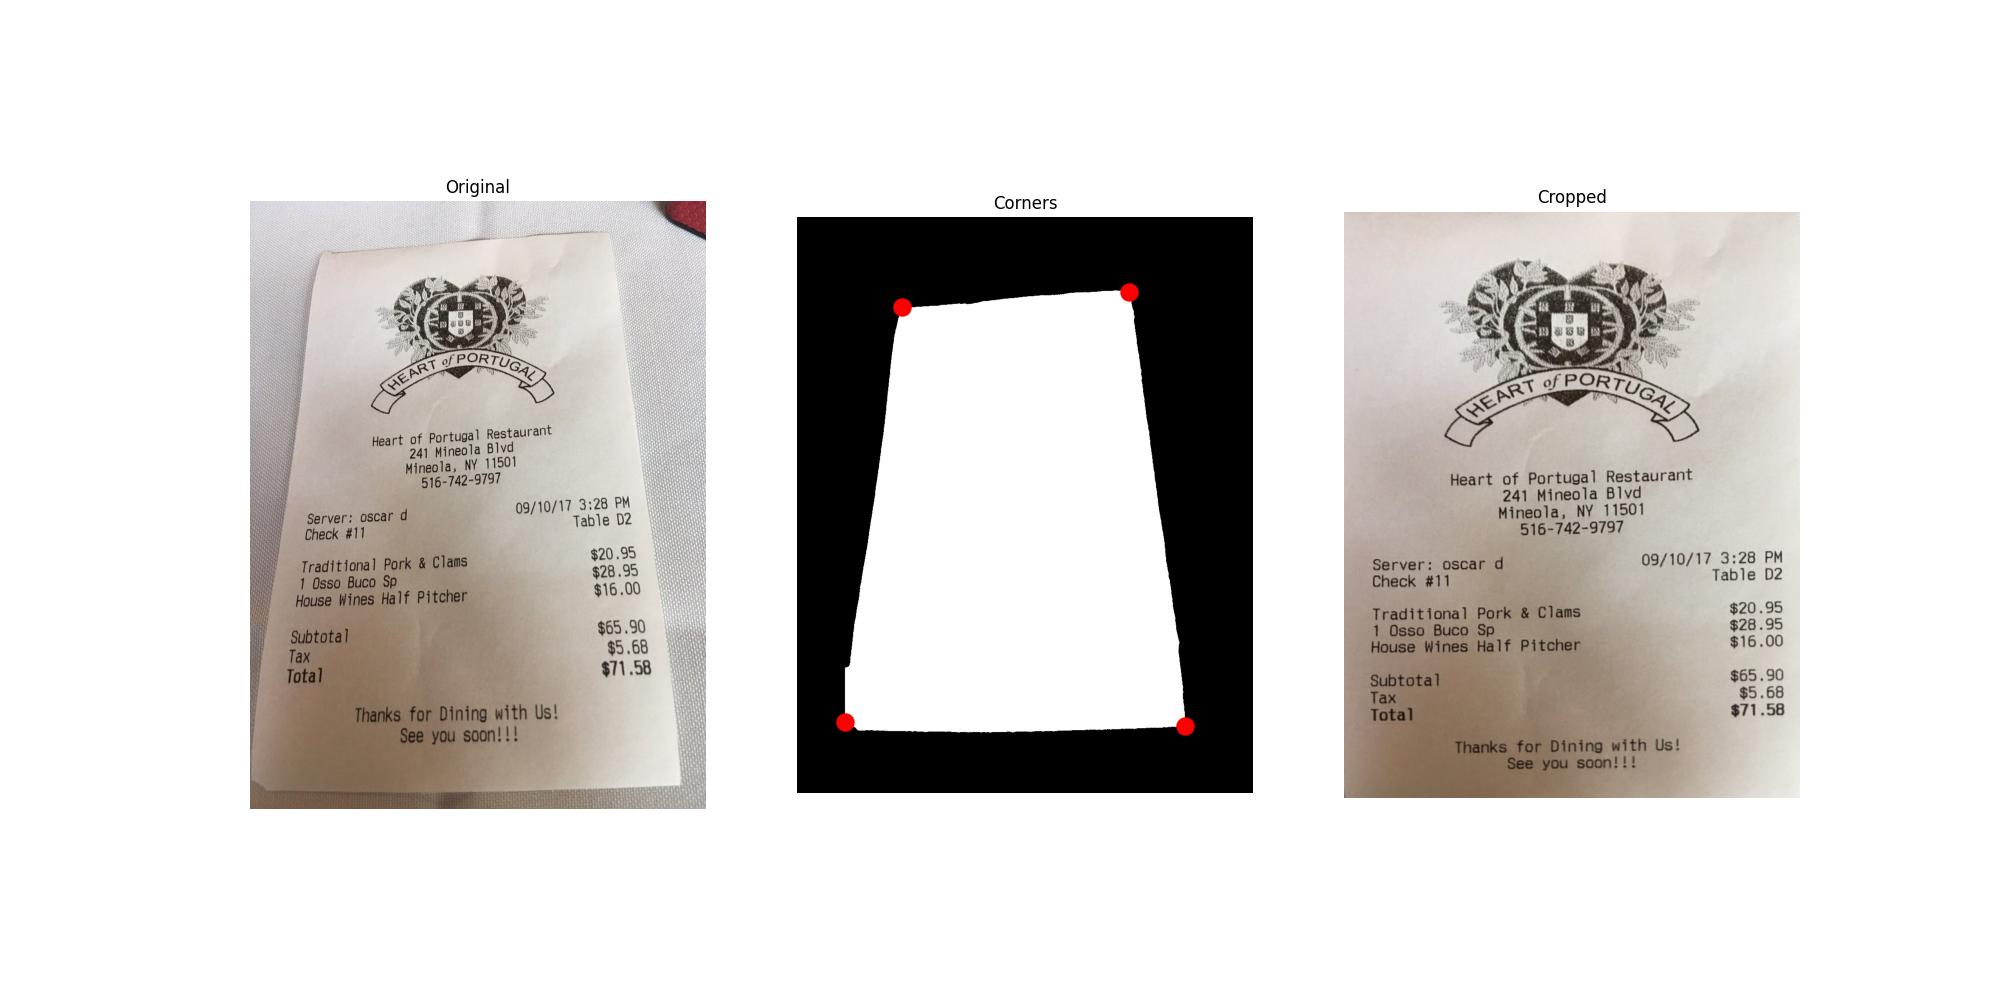 Original
HEART of PORTUGAL
Heart of Portugal Restaurant
241 Mineola Blvd
Mineola, NY 11501
516-742-9797
Server: oscar d 09/10/17 3:28 PM
Check #11 Table D2
Traditional Pork & Clams $20.95
1 Osso Buco Sp $28.95
House Wines Half Pitcher $16.00
Subtotal $65.90
Tax $5.68
Total $71.58
Thanks for Dining with Us!
See you soon!!!
Corners
Cropped
HEART of PORTUGAL
Heart of Portugal Restaurant
241 Mineola Blvd
Mineola, NY 11501
516-742-9797
Server: oscar d 09/10/17 3:28 PM
Check #11 Table D2
Traditional Pork & Clams $20.95
1 Osso Buco Sp $28.95
House Wines Half Pitcher $16.00
Subtotal $65.90
Tax $5.68
Total $71.58
Thanks for Dining with Us!
See you soon!!!